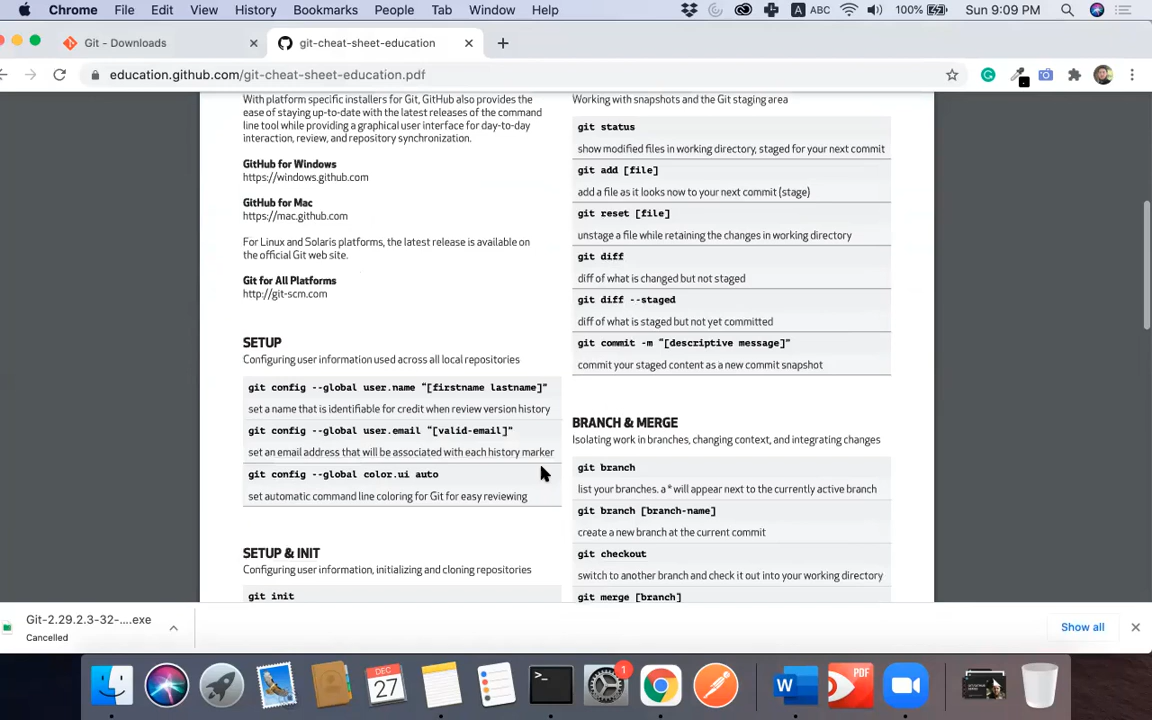 Chrome File Edit View History Bookmarks People Tab Window Help A ABC 100% Sun 9:09 PM
Git - Downloads git-cheat-sheet-education
education.github.com/git-cheat-sheet-education.pdf
With platform specific installers for Git, GitHub also provides the
ease of staying up-to-date with the latest releases of the command
line tool while providing a graphical user interface for day-to-day
interaction, review, and repository synchronization.
GitHub for Windows
https://windows.github.com
GitHub for Mac
https://mac.github.com
For Linux and Solaris platforms, the latest release is available on
the official Git web site.
Git for All Platforms
http://git-scm.com
SETUP
Configuring user information used across all local repositories
git config --global user.name “[firstname lastname]”
set a name that is identifiable for credit when review version history
git config --global user.email “[valid-email]”
set an email address that will be associated with each history marker
git config --global color.ui auto
set automatic command line coloring for Git for easy reviewing
SETUP & INIT
Configuring user information, initializing and cloning repositories
git init
Working with snapshots and the Git staging area
git status
show modified files in working directory, staged for your next commit
git add [file]
add a file as it looks now to your next commit (stage)
git reset [file]
unstage a file while retaining the changes in working directory
git diff
diff of what is changed but not staged
git diff --staged
diff of what is staged but not yet committed
git commit -m “[descriptive message]”
commit your staged content as a new commit snapshot
BRANCH & MERGE
Isolating work in branches, changing context, and integrating changes
git branch
list your branches. a * will appear next to the currently active branch
git branch [branch-name]
create a new branch at the current commit
git checkout
switch to another branch and check it out into your working directory
git merge [branch]
Git-2.29.2.3-32-....exe
Cancelled
Show all
DEC
27
>_
1
W
PDF